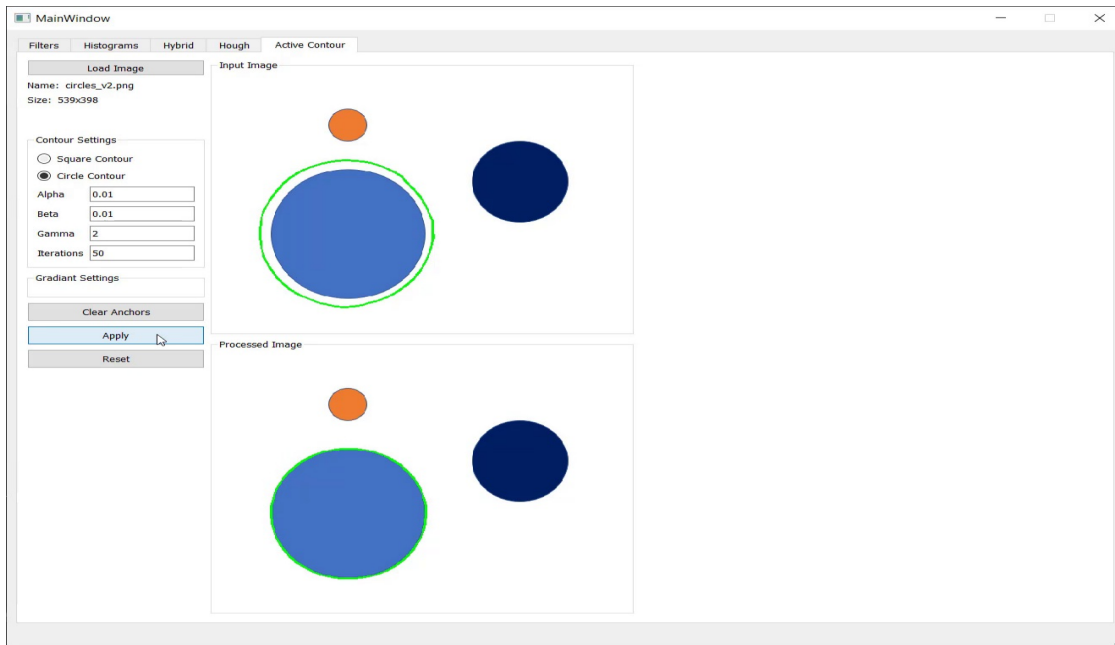 MainWindow
Filters Histograms Hybrid Hough Active Contour
Load Image
Name: circles_v2.png
Size: 539x398
Contour Settings
Square Contour
Circle Contour
Alpha 0.01
Beta 0.01
Gamma 2
Iterations 50
Gradiant Settings
Clear Anchors
Apply
Reset
Input Image
Processed Image